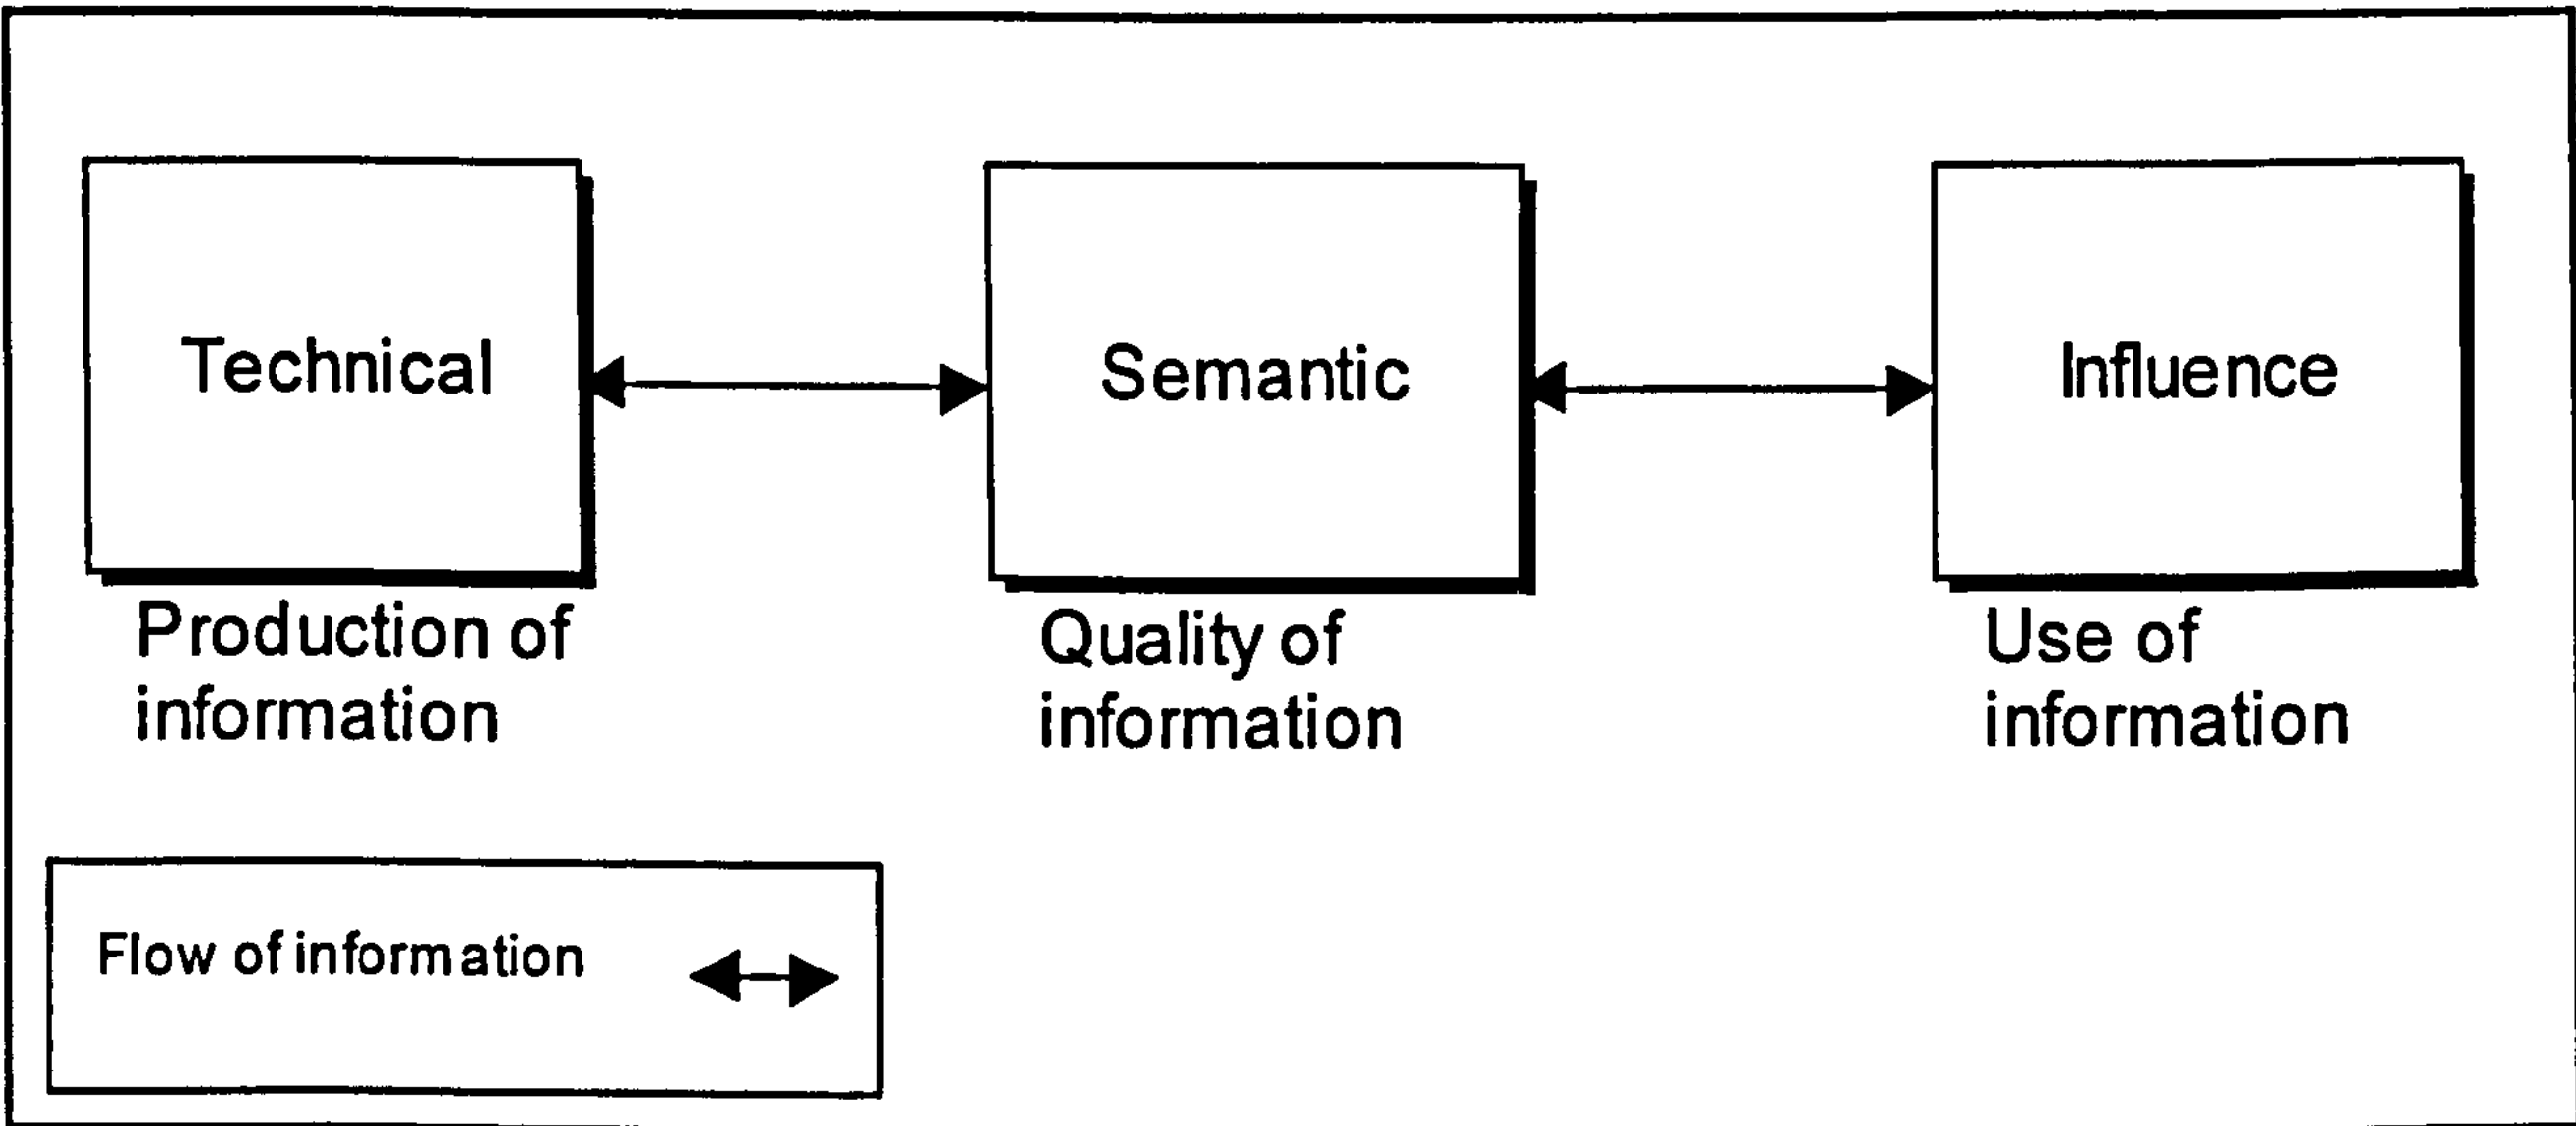 Technical
Semantic
Influence
Production of
information
Quality of
information
Use of
information
Flow of information